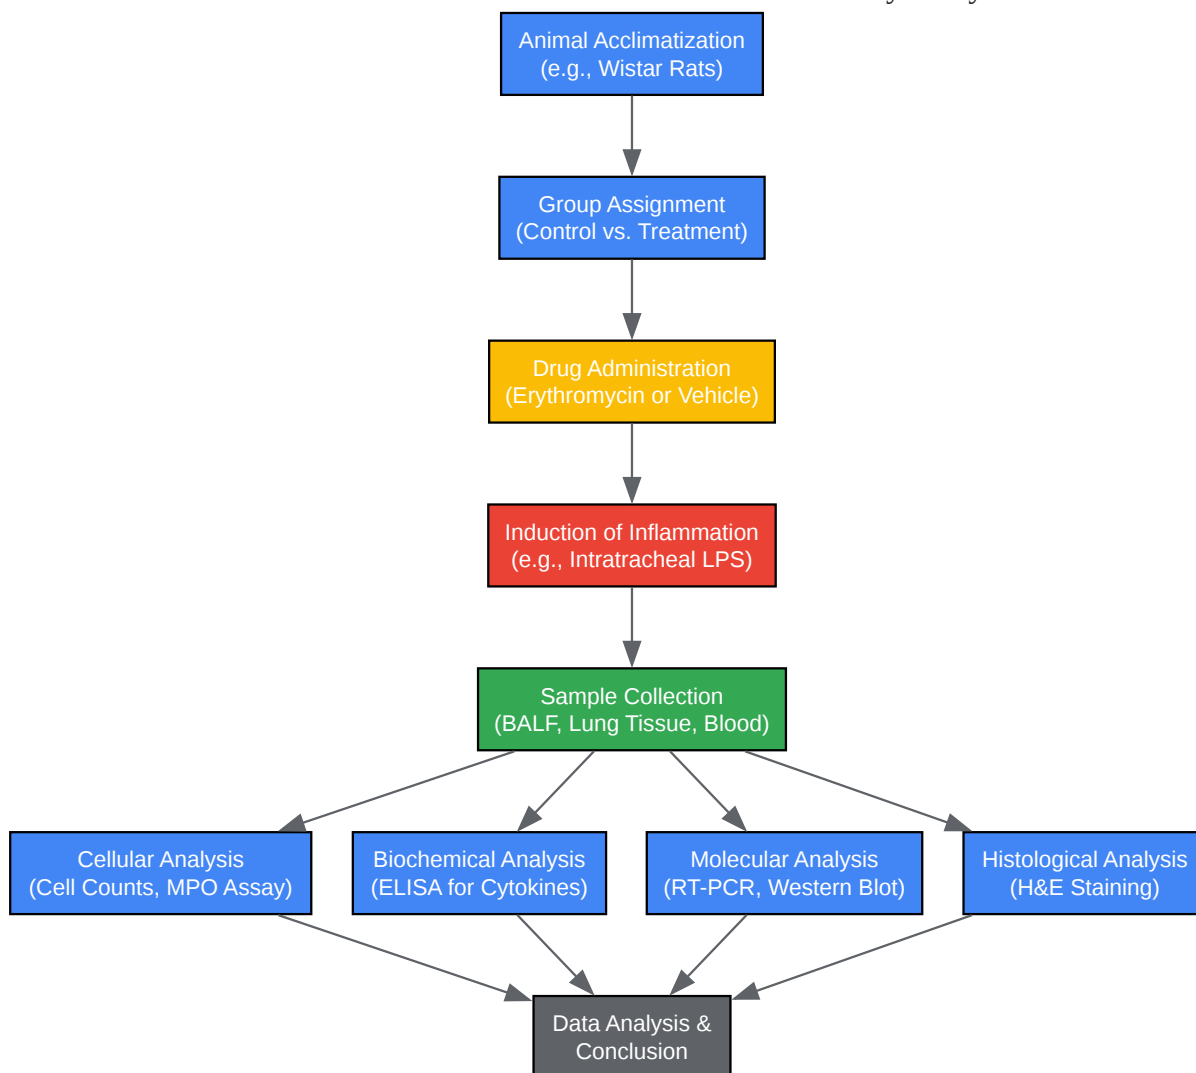 Animal Acclimatization
(e.g., Wistar Rats)
Group Assignment
(Control vs. Treatment)
Drug Administration
(Erythromycin or Vehicle)
Induction of Inflammation
(e.g., Intratracheal LPS)
Sample Collection
(BALF, Lung Tissue, Blood)
Cellular Analysis
(Cell Counts, MPO Assay)
Biochemical Analysis
(ELISA for Cytokines)
Molecular Analysis
(RT-PCR, Western Blot)
Histological Analysis
(H&E Staining)
Data Analysis &
Conclusion